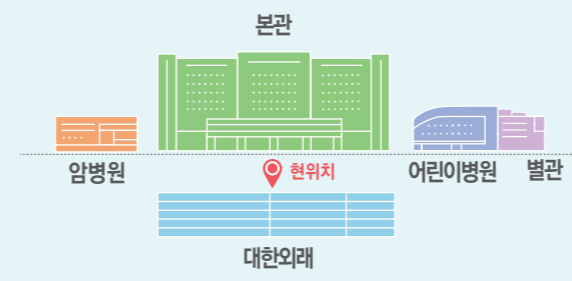 본관
암병원
현위치
어린이병원
별관
대한외래